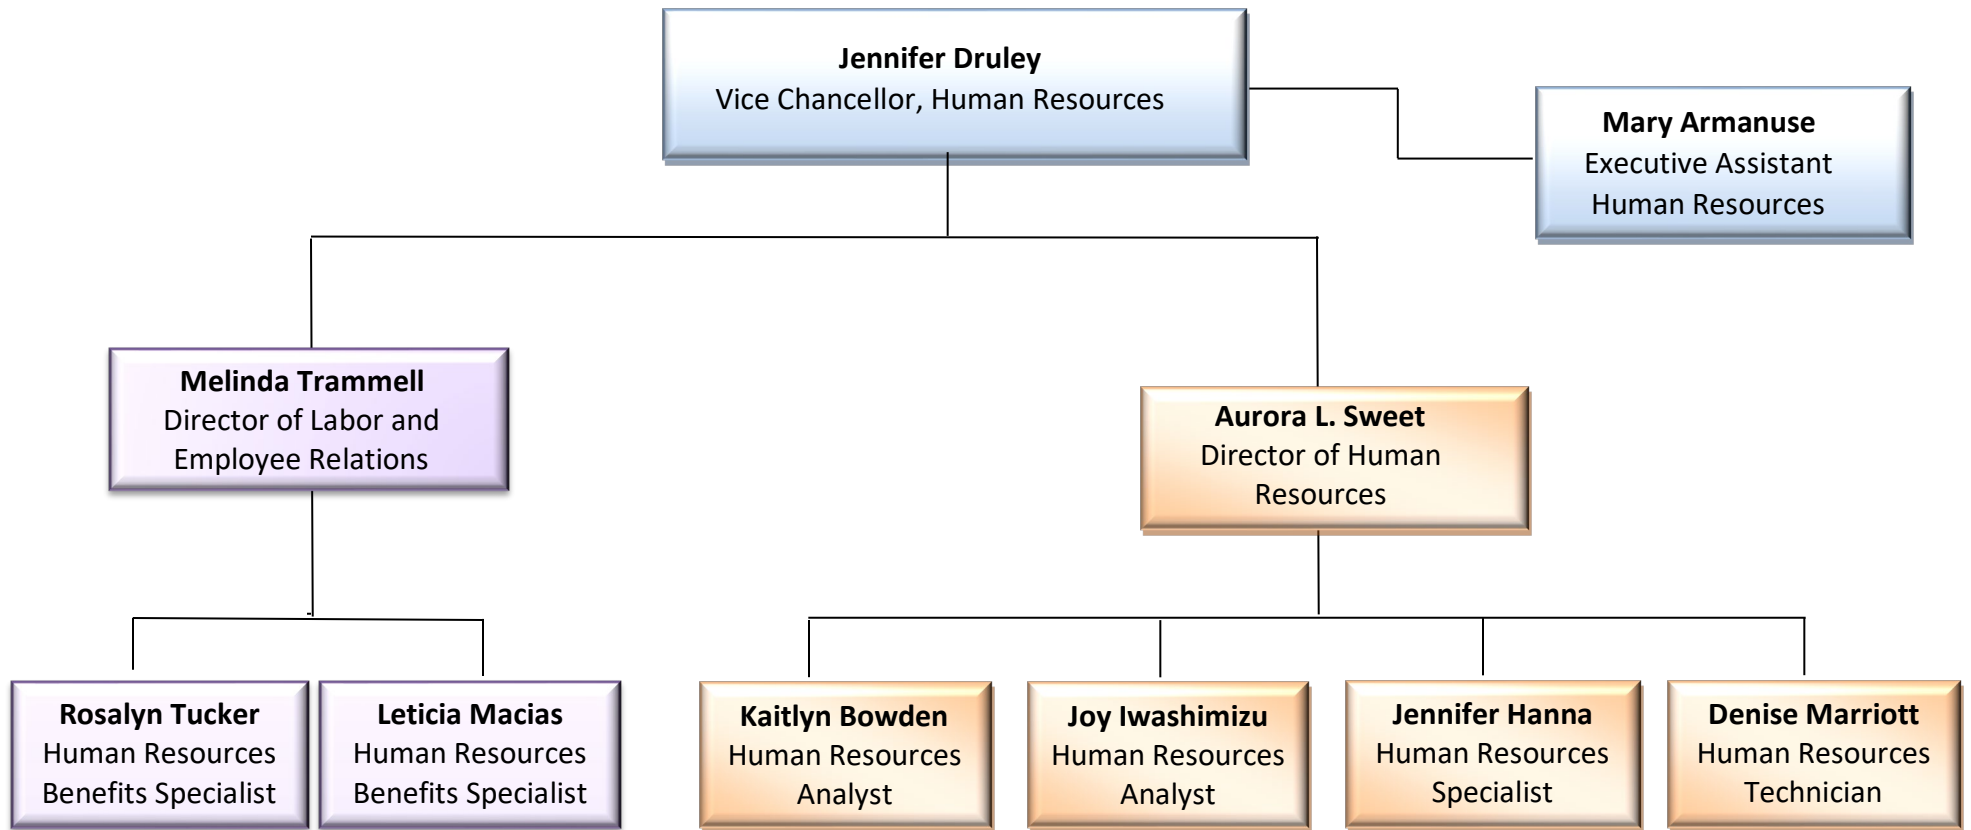 Jennifer Druley
Vice Chancellor, Human Resources
Mary Armanuse
Executive Assistant
Human Resources
Melinda Trammell
Director of Labor and
Employee Relations
Aurora L. Sweet
Director of Human
Resources
Rosalyn Tucker
Human Resources
Benefits Specialist
Leticia Macias
Human Resources
Benefits Specialist
Kaitlyn Bowden
Human Resources
Analyst
Joy Iwashimizu
Human Resources
Analyst
Jennifer Hanna
Human Resources
Specialist
Denise Marriott
Human Resources
Technician